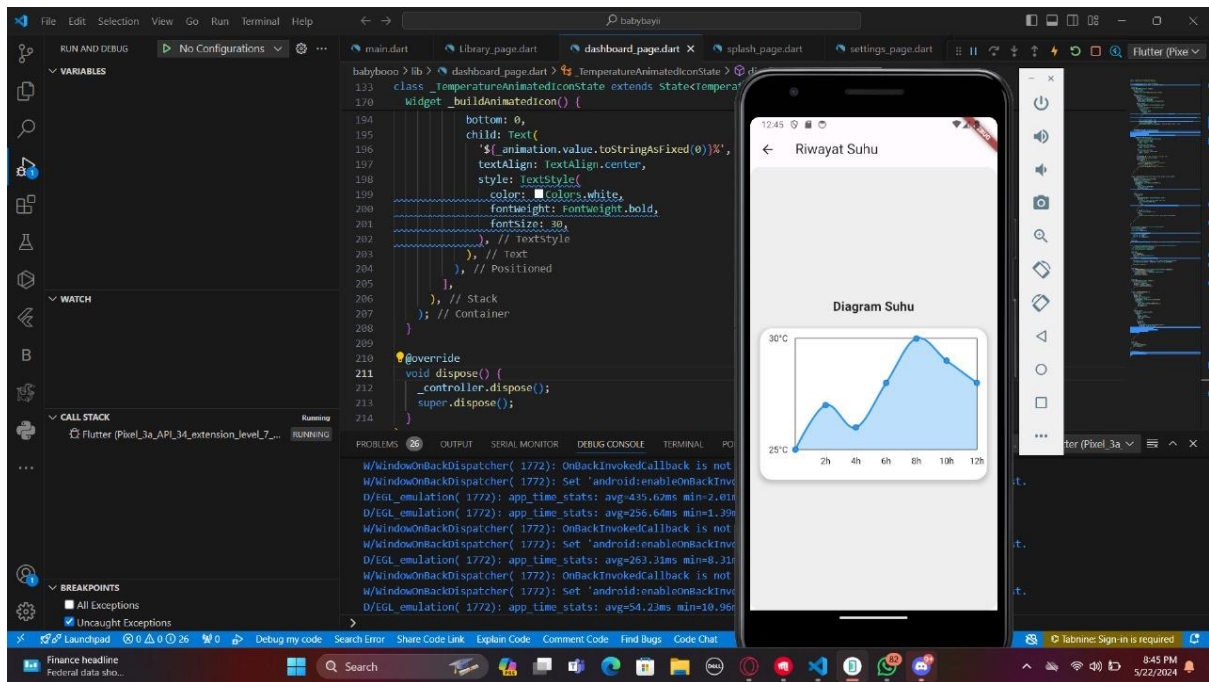 File Edit Selection View Go Run Terminal Help
babybayii
RUN AND DEBUG No Configurations
main.dart Library_page.dart dashboard_page.dart splash_page.dart settings_page.dart
Flutter (Pixe
VARIABLES
babybooo > lib > dashboard_page.dart > _TemperatureAnimatedIconState >
133 class _TemperatureAnimatedIconState extends State<Tempera
170 Widget _buildAnimatedIcon() {
194 bottom: 0,
195 child: Text(
196 '${_animation.value.toStringAsFixed(0)}%',
197 textAlign: TextAlign.center,
198 style: TextStyle(
199 color: Colors.white,
200 fontWeight: FontWeight.bold,
201 fontSize: 30,
202 ), // TextStyle
203 ), // Text
204 ), // Positioned
205 ],
206 ), // Stack
207 ); // Container
208 }
209
210 @override
211 void dispose() {
212 _controller.dispose();
213 super.dispose();
214 }
WATCH
CALL STACK Running
Flutter (Pixel_3a_API_34_extension_level_7_... RUNNING
BREAKPOINTS
All Exceptions
Uncaught Exceptions
PROBLEMS 26 OUTPUT SERIAL MONITOR DEBUG CONSOLE TERMINAL PO
tter (Pixel_3a_
W/WindowOnBackDispatcher( 1772): OnBackInvokedCallback is not
W/WindowOnBackDispatcher( 1772): Set 'android:enableOnBackInvo
t.
D/EGL_emulation( 1772): app_time_stats: avg=435.62ms min=2.01m
D/EGL_emulation( 1772): app_time_stats: avg=256.64ms min=1.39m
W/WindowOnBackDispatcher( 1772): OnBackInvokedCallback is not
W/WindowOnBackDispatcher( 1772): Set 'android:enableOnBackInvo
t.
D/EGL_emulation( 1772): app_time_stats: avg=263.31ms min=8.31m
W/WindowOnBackDispatcher( 1772): OnBackInvokedCallback is not
W/WindowOnBackDispatcher( 1772): Set 'android:enableOnBackInvo
t.
D/EGL_emulation( 1772): app_time_stats: avg=54.23ms min=10.96m
>
12:45
Riwayat Suhu
Diagram Suhu
30°C
25°C
2h 4h 6h 8h 10h 12h
Launchpad 0 0 26 0 Debug my code Search Error Share Code Link Explain Code Comment Code Find Bugs Code Chat
Tabnine: Sign-in is required
Finance headline
Federal data sho...
Search
DELL
82
8:45 PM
5/22/2024